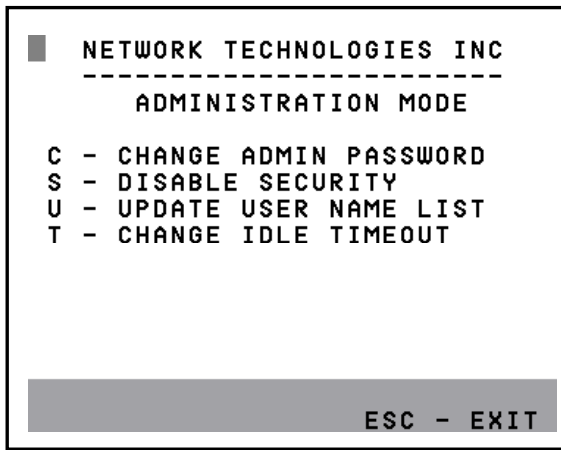 NETWORK TECHNOLOGIES INC
------------------------
ADMINISTRATION MODE
C - CHANGE ADMIN PASSWORD
S - DISABLE SECURITY
U - UPDATE USER NAME LIST
T - CHANGE IDLE TIMEOUT
ESC - EXIT